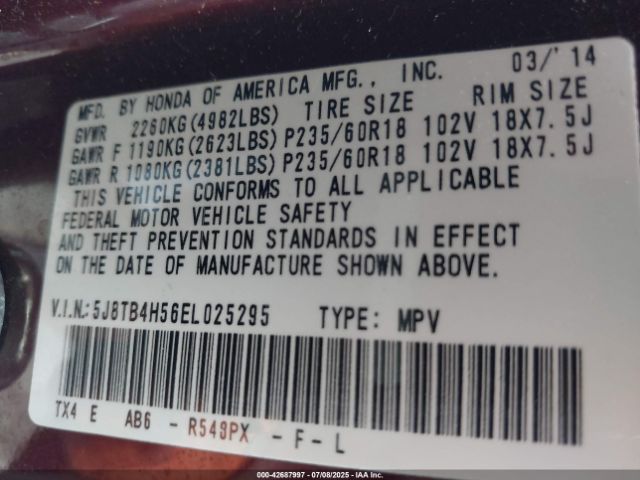 MFD. BY HONDA OF AMERICA MFG., INC. 03/'14
GVWR 2260KG(4982LBS) TIRE SIZE RIM SIZE
GAWR F 1190KG(2623LBS) P235/60R18 102V 18X7.5J
GAWR R 1080KG(2381LBS) P235/60R18 102V 18X7.5J
THIS VEHICLE CONFORMS TO ALL APPLICABLE
FEDERAL MOTOR VEHICLE SAFETY
AND THEFT PREVENTION STANDARDS IN EFFECT
ON THE DATE OF MANUFACTURE SHOWN ABOVE.
V.I.N.:5J8TB4H56EL025295 TYPE: MPV
TX4 E AB6 - R549PX - F - L
000-42687997 - 07/08/2025 - IAAI.COM